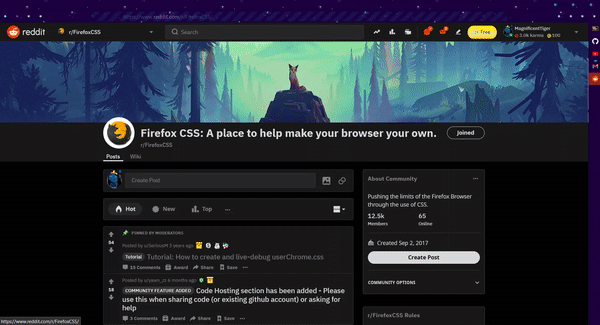 https://www.reddit.com/r/FirefoxCSS/
reddit
r/FirefoxCSS
Search
Free
MagnificentTiger
3.0k karma
500
Firefox CSS: A place to help make your browser your own.
r/FirefoxCSS
Joined
Posts
Wiki
Create Post
Hot
New
Top
PINNED BY MODERATORS
54
Posted by u/SerinusM 3 years ago
Tutorial
Tutorial: How to create and live-debug userChrome.css
15 Comments
Award
Share
Save
18
6 months ago
COMMUNITY FEATURE ADDED
Code Hosting section has been added - Please use this when sharing code (or existing github account) or asking for help
3 Comments
Award
Share
Save
About Community
Pushing the limits of the Firefox Browser
through the use of CSS.
12.5k
65
Members
Online
Created Sep 2, 2017
Create Post
COMMUNITY OPTIONS
r/FirefoxCSS Rules
https://www.reddit.com/r/FirefoxCSS/